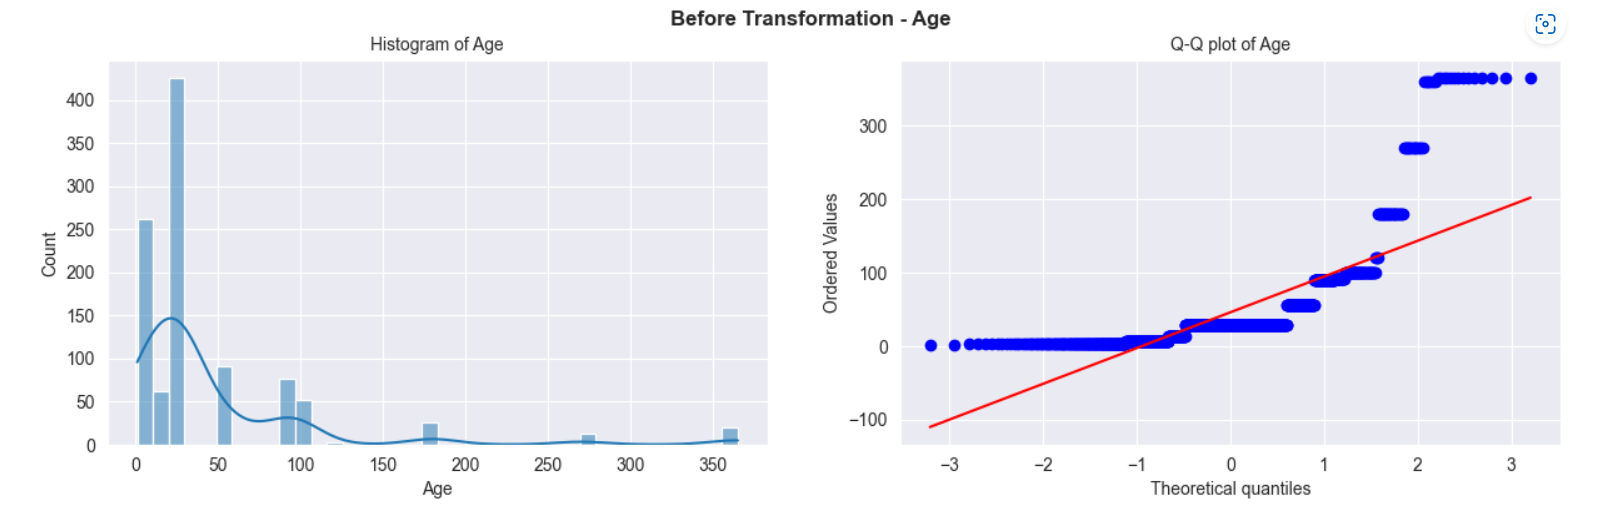 Before Transformation - Age
Histogram of Age
Count
400
350
300
250
200
150
100
50
0
0 50 100 150 200 250 300 350
Age
Q-Q plot of Age
Ordered Values
300
200
100
0
−100
−3 −2 −1 0 1 2 3
Theoretical quantiles